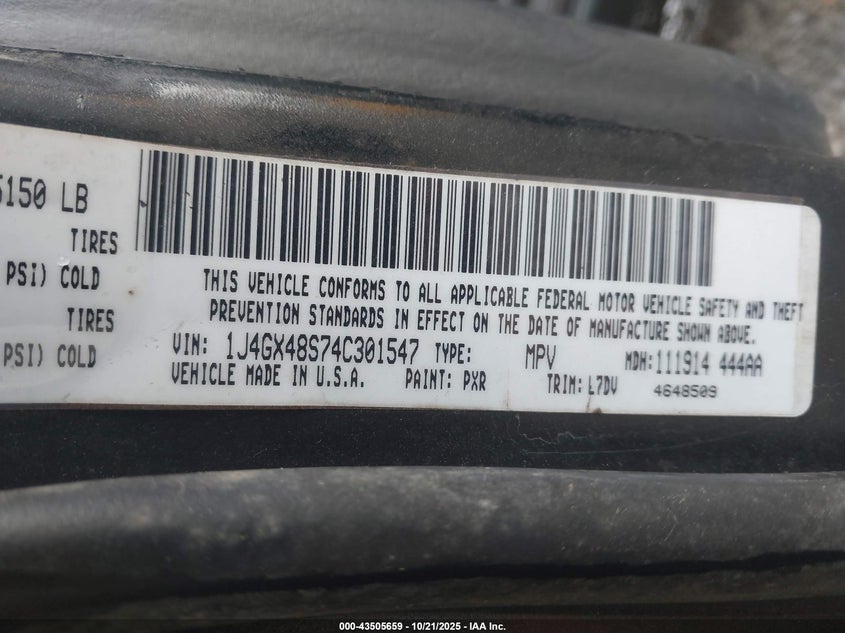 5150 LB
TIRES
PSI) COLD
TIRES
PSI) COLD
THIS VEHICLE CONFORMS TO ALL APPLICABLE FEDERAL MOTOR VEHICLE SAFETY AND THEFT
PREVENTION STANDARDS IN EFFECT ON THE DATE OF MANUFACTURE SHOWN ABOVE.
VIN: 1J4GX48S74C301547 TYPE: MPV MDH:111914 444AA
VEHICLE MADE IN U.S.A. PAINT: PXR TRIM: L7DV 4648509
000-43505659 - 10/21/2025 - IAA Inc.